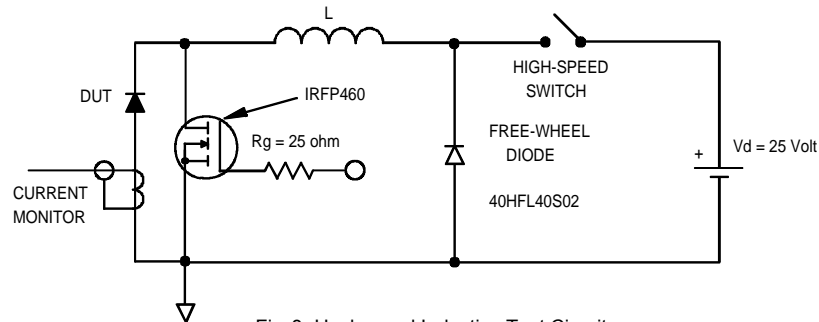 L
HIGH-SPEED
SWITCH
DUT
IRFP460
Rg = 25 ohm
FREE-WHEEL
DIODE
+
Vd = 25 Volt
CURRENT
MONITOR
40HFL40S02